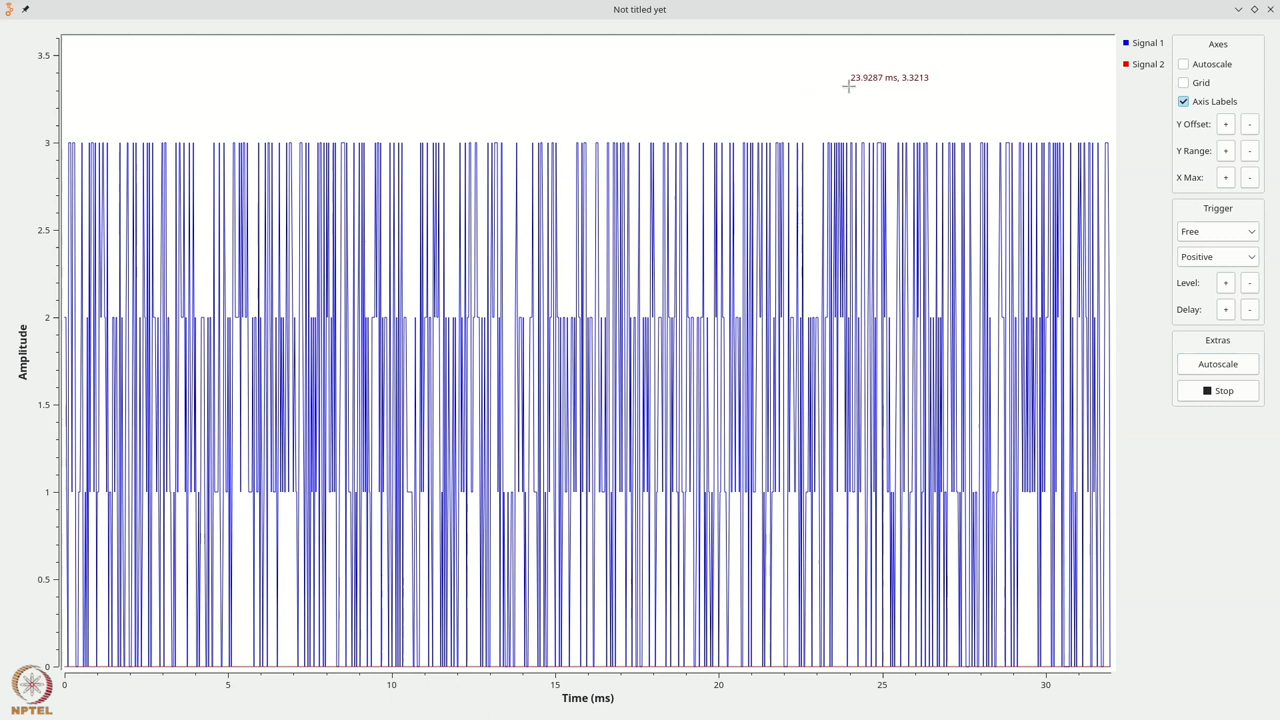 Not titled yet
Signal 1
Signal 2
23.9287 ms, 3.3213
Amplitude
3.5
3
2.5
2
1.5
1
0.5
0
0
5
10
15
20
25
30
Time (ms)
Axes
Autoscale
Grid
Axis Labels
Y Offset: + -
Y Range: + -
X Max: + -
Trigger
Free
Positive
Level: + -
Delay: + -
Extras
Autoscale
Stop
NPTEL